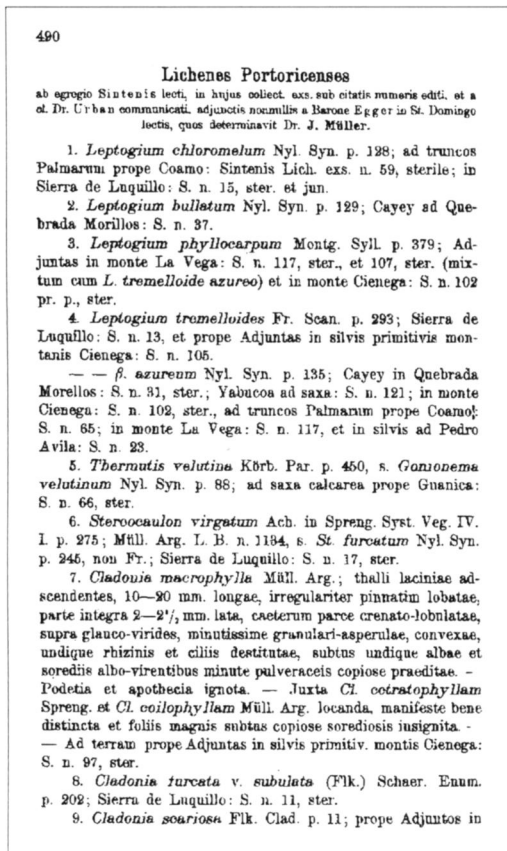 490
Lichenes Portoricenses
ab egregio Sintenis lecti, in hujus collect. exs. sub citatis numeris editi, et a
cl. Dr. Urban communicati, adjunctis nonnullis a Barone Egger in St. Domingo
lectis, quos determinavit Dr. J. Müller.
1. Leptogium chloromelum Nyl. Syn. p. 128; ad truncos
Palmarum prope Coamo: Sintenis Lich. exs. n. 59, sterile; in
Sierra de Luquillo: S. n. 15, ster. et jun.
2. Leptogium bullatum Nyl. Syn. p. 129; Cayey ad Que-
brada Morillos: S. n. 37.
3. Leptogium phyllocarpum Montg. Syll. p. 379; Ad-
juntas in monte La Vega: S. n. 117, ster., et 107, ster. (mix-
tum cum L. tremelloide azureo) et in monte Cienega: S. n. 102
pr. p., ster.
4. Leptogium tremelloides Fr. Scan. p. 293; Sierra de
Luquillo: S. n. 13, et prope Adjuntas in silvis primitivis mon-
tanis Cienega: S. n. 105.
— — β. azureum Nyl. Syn. p. 135; Cayey in Quebrada
Morellos: S. n. 31, ster.; Yabucoa ad saxa: S. n. 121; in monte
Cienega: S. n. 102, ster., ad truncos Palmarum prope Coamo:
S. n. 65; in monte La Vega: S. n. 117, et in silvis ad Pedro
Avila: S. n. 23.
5. Thermutis velutina Körb. Par. p. 450, s. Gonionema
velutinum Nyl. Syn. p. 88; ad saxa calcarea prope Guanica:
S. n. 66, ster.
6. Stereocaulon virgatum Ach. in Spreng. Syst. Veg. IV.
I. p. 275; Müll. Arg. L. B. n. 1184, s. St. furcatum Nyl. Syn.
p. 245, non Fr.; Sierra de Luquillo: S. n. 17, ster.
7. Cladonia macrophylla Müll. Arg.; thalli laciniae ad-
scendentes, 10—20 mm. longae, irregulariter pinnatim lobatae,
parte integra 2—2½ mm. lata, caeterum parce crenato-lobulatae,
supra glauco-virides, minutissime granulari-asperulae, convexae,
undique rhizinis et ciliis destitutae, subtus undique albae et
sorediis albo-virentibus minute pulveraceis copiose praeditae. -
Podetia et apothecia ignota. — Juxta Cl. ceratophyllam
Spreng. et Cl. coilophyllam Müll. Arg. locanda, manifeste bene
distincta et foliis magnis subtus copiose sorediosis insignita. -
— Ad terram prope Adjuntas in silvis primitiv. montis Cienega:
S. n. 97, ster.
8. Cladonia furcata v. subulata (Flk.) Schaer. Enum.
p. 202; Sierra de Luquillo: S. n. 11, ster.
9. Cladonia scariosa Flk. Clad. p. 11; prope Adjuntos in